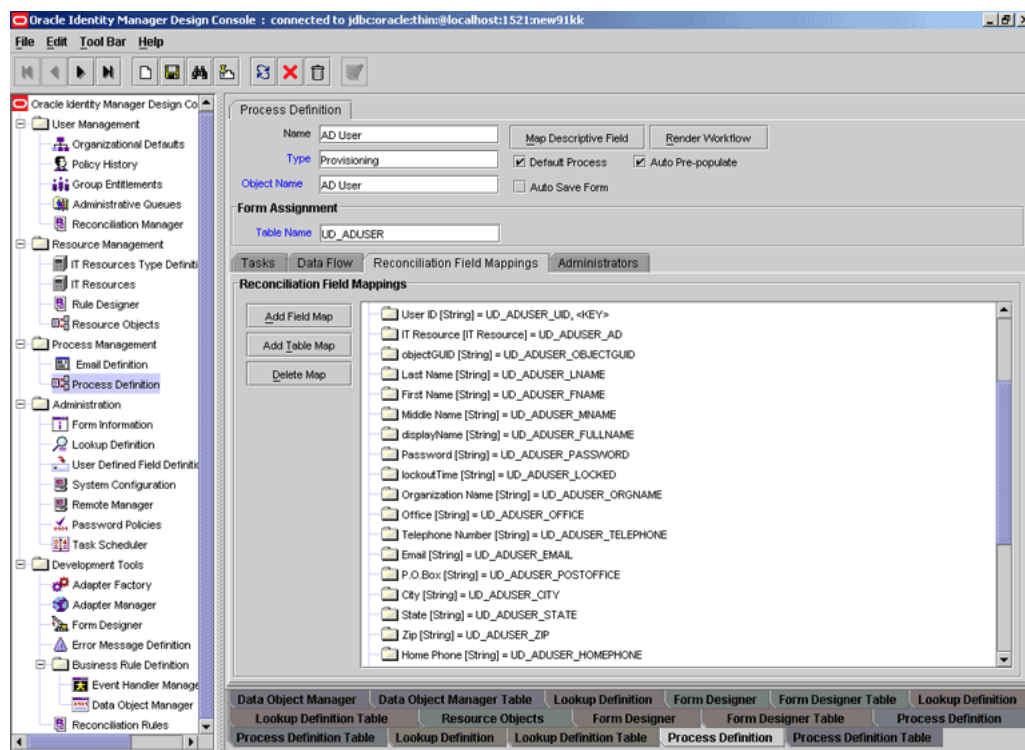 Oracle Identity Manager Design Console : connected to jdbc:oracle:thin:@localhost:1521:new91kk
File Edit Tool Bar Help
Oracle Identity Manager Design Co
User Management
Organizational Defaults
Policy History
Group Entitlements
Administrative Queues
Reconciliation Manager
Resource Management
IT Resources Type Definiti
IT Resources
Rule Designer
Resource Objects
Process Management
Email Definition
Process Definition
Administration
Form Information
Lookup Definition
User Defined Field Definitic
System Configuration
Remote Manager
Password Policies
Task Scheduler
Development Tools
Adapter Factory
Adapter Manager
Form Designer
Error Message Definition
Business Rule Definition
Event Handler Manage
Data Object Manager
Reconciliation Rules
Process Definition
Name AD User Map Descriptive Field Render Workflow
Type Provisioning Default Process Auto Pre-populate
Object Name AD User Auto Save Form
Form Assignment
Table Name UD_ADUSER
Tasks Data Flow Reconciliation Field Mappings Administrators
Reconciliation Field Mappings
Add Field Map
Add Table Map
Delete Map
User ID [String] = UD_ADUSER_UID, <KEY>
IT Resource [IT Resource] = UD_ADUSER_AD
objectGUID [String] = UD_ADUSER_OBJECTGUID
Last Name [String] = UD_ADUSER_LNAME
First Name [String] = UD_ADUSER_FNAME
Middle Name [String] = UD_ADUSER_MNAME
displayName [String] = UD_ADUSER_FULLNAME
Password [String] = UD_ADUSER_PASSWORD
lockoutTime [String] = UD_ADUSER_LOCKED
Organization Name [String] = UD_ADUSER_ORGNAME
Office [String] = UD_ADUSER_OFFICE
Telephone Number [String] = UD_ADUSER_TELEPHONE
Email [String] = UD_ADUSER_EMAIL
P.O.Box [String] = UD_ADUSER_POSTOFFICE
City [String] = UD_ADUSER_CITY
State [String] = UD_ADUSER_STATE
Zip [String] = UD_ADUSER_ZIP
Home Phone [String] = UD_ADUSER_HOMEPHONE
Data Object Manager Data Object Manager Table Lookup Definition Form Designer Form Designer Table Lookup Definition
Lookup Definition Table Resource Objects Form Designer Form Designer Table Process Definition
Process Definition Table Lookup Definition Lookup Definition Table Process Definition Process Definition Table